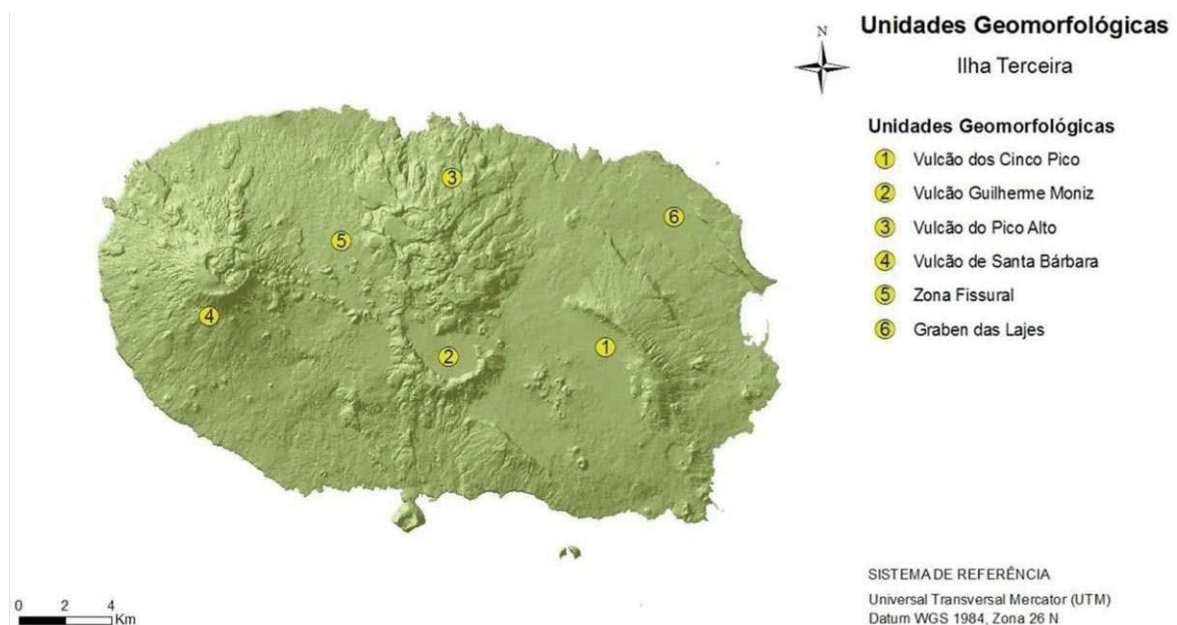 Unidades Geomorfológicas
Ilha Terceira
N
Unidades Geomorfológicas
1 Vulcão dos Cinco Pico
2 Vulcão Guilherme Moniz
3 Vulcão do Pico Alto
4 Vulcão de Santa Bárbara
5 Zona Fissural
6 Graben das Lajes
3
6
5
4
2
1
SISTEMA DE REFERÊNCIA
Universal Transversal Mercator (UTM)
Datum WGS 1984, Zona 26 N
0 2 4
Km